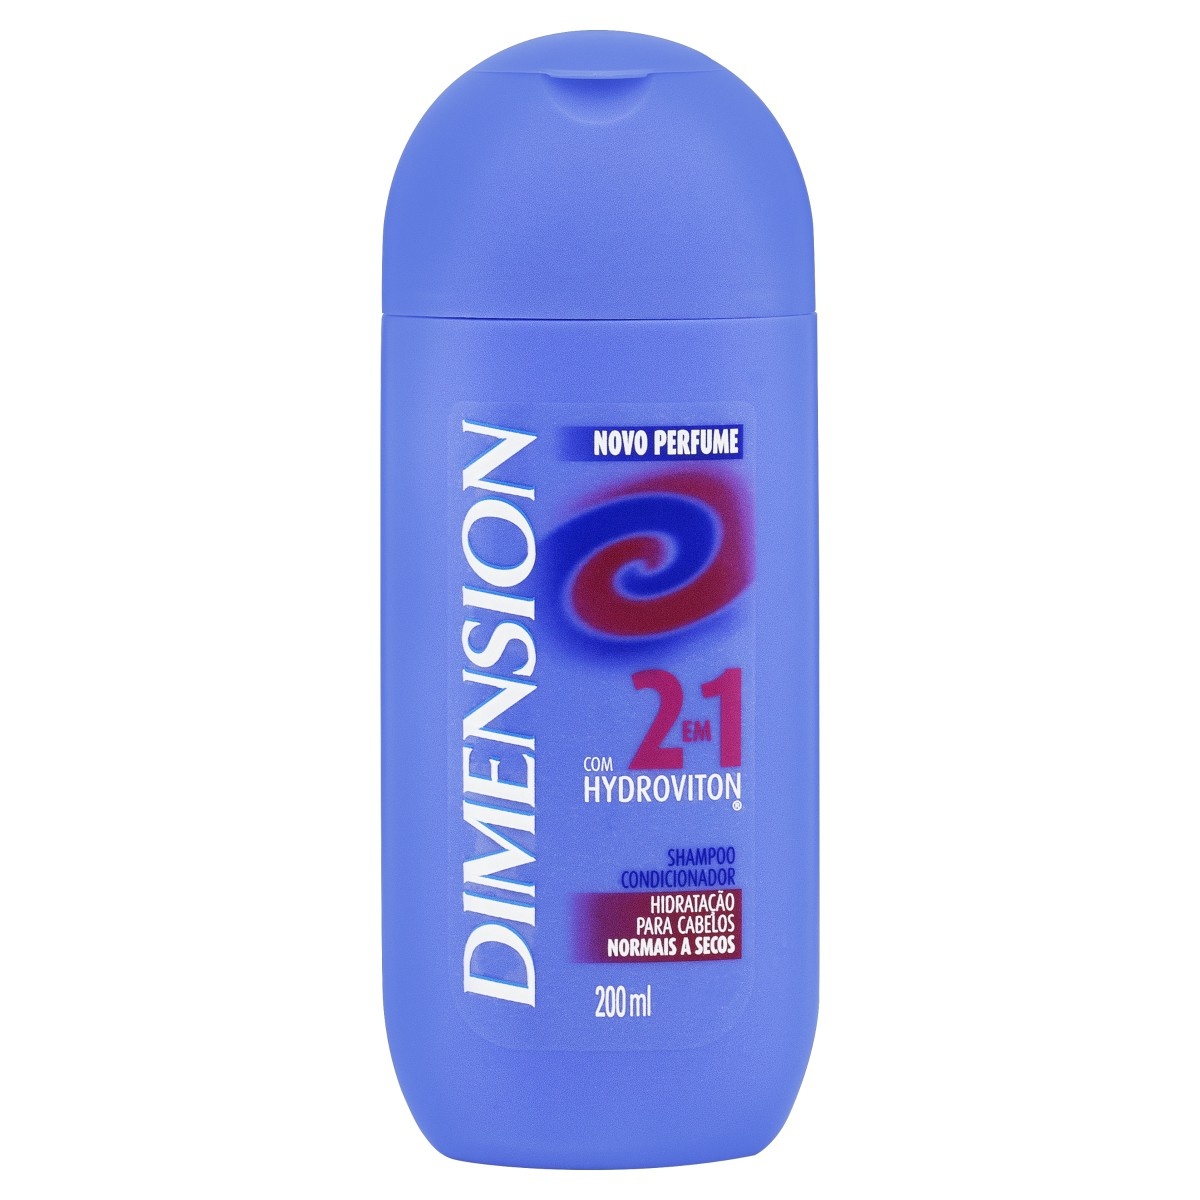 DIMENSION
NOVO PERFUME
2 EM 1
COM
HYDROVITON®
SHAMPOO
CONDICIONADOR
HIDRATAÇÃO
PARA CABELOS
NORMAIS A SECOS
200 ml